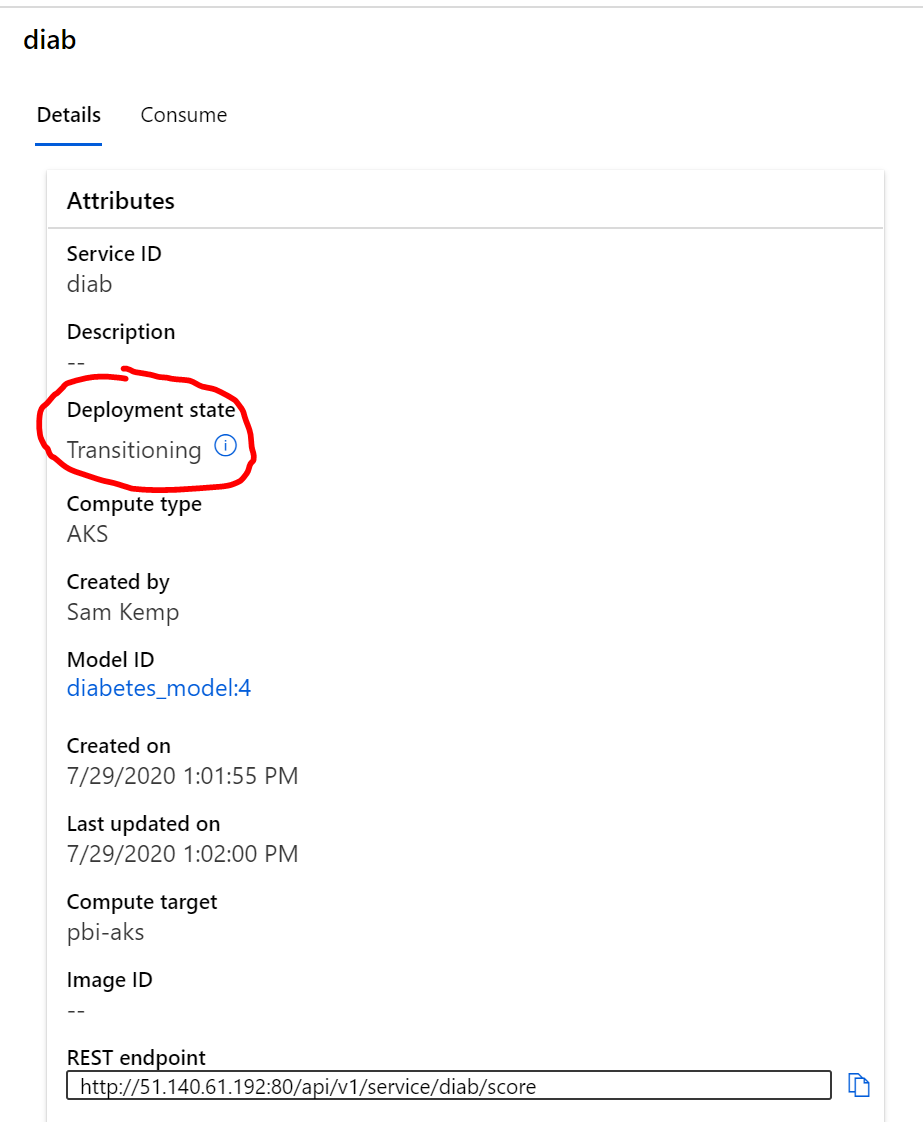 diab
Details Consume
Attributes
Service ID
diab
Description
--
Deployment state
Transitioning
Compute type
AKS
Created by
Sam Kemp
Model ID
diabetes_model:4
Created on
7/29/2020 1:01:55 PM
Last updated on
7/29/2020 1:02:00 PM
Compute target
pbi-aks
Image ID
--
REST endpoint
http://51.140.61.192:80/api/v1/service/diab/score